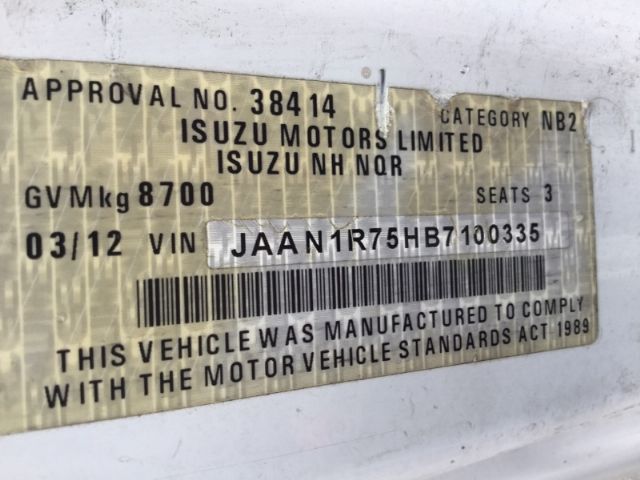 APPROVAL NO. 38414 CATEGORY NB2
ISUZU MOTORS LIMITED
ISUZU NH NQR
GVMkg 8700 SEATS 3
03/12 VIN JAAN1R75HB7100335
THIS VEHICLE WAS MANUFACTURED TO COMPLY
WITH THE MOTOR VEHICLE STANDARDS ACT 1989